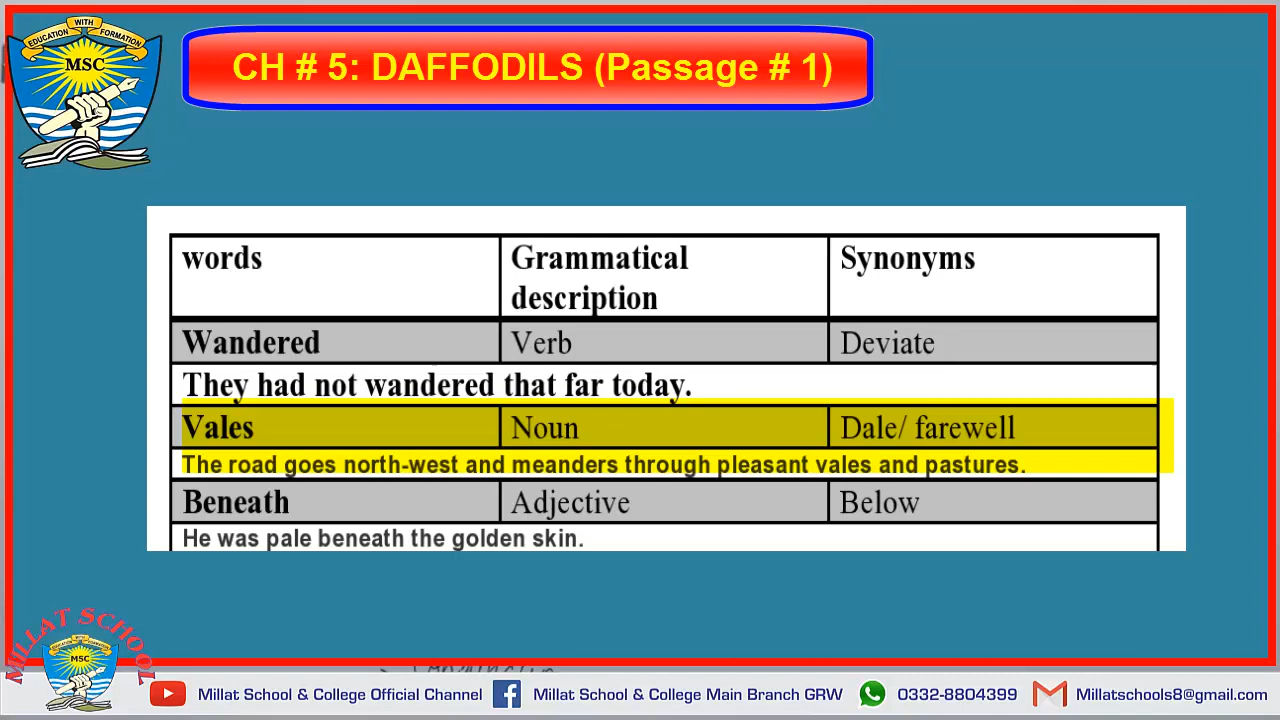 EDUCATION WITH FORMATION
MSC
CH # 5: DAFFODILS (Passage # 1)
words Grammatical description Synonyms
Wandered Verb Deviate
They had not wandered that far today.
Vales Noun Dale/ farewell
The road goes north-west and meanders through pleasant vales and pastures.
Beneath Adjective Below
He was pale beneath the golden skin.
MILLAT SCHOOL
MSC
Millat School & College Official Channel Millat School & College Main Branch GRW 0332-8804399 Millatschools8@gmail.com